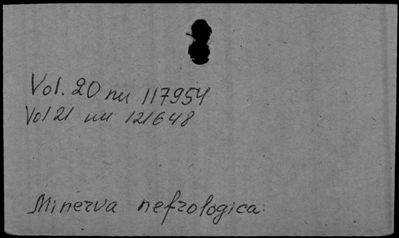 Vol. 20 nu 117954
Vol 21 nu 121648
Minerva nefrologica.